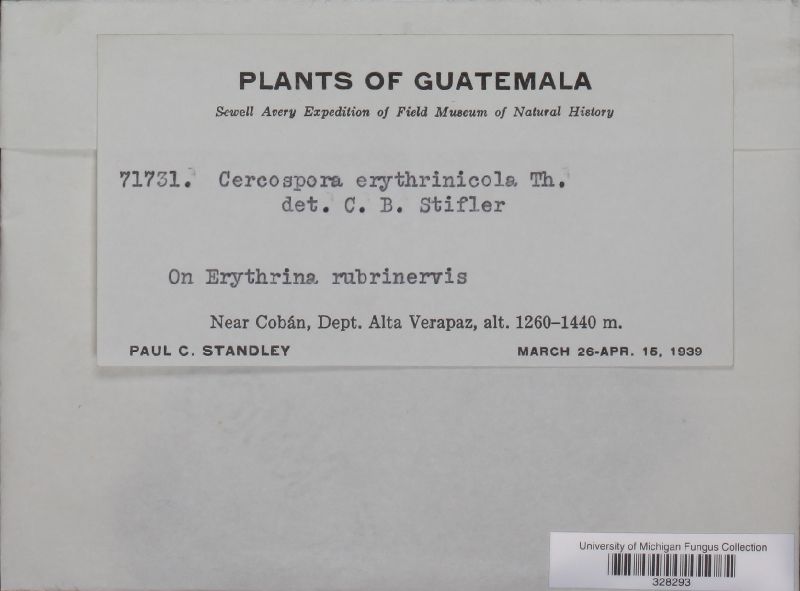 PLANTS OF GUATEMALA
Sewell Avery Expedition of Field Museum of Natural History
71731. Cercospora erythrinicola Th.
det. C. B. Stifler
On Erythrina rubrinervis
Near Cobán, Dept. Alta Verapaz, alt. 1260–1440 m.
PAUL C. STANDLEY MARCH 26-APR. 15, 1939
University of Michigan Fungus Collection
328293